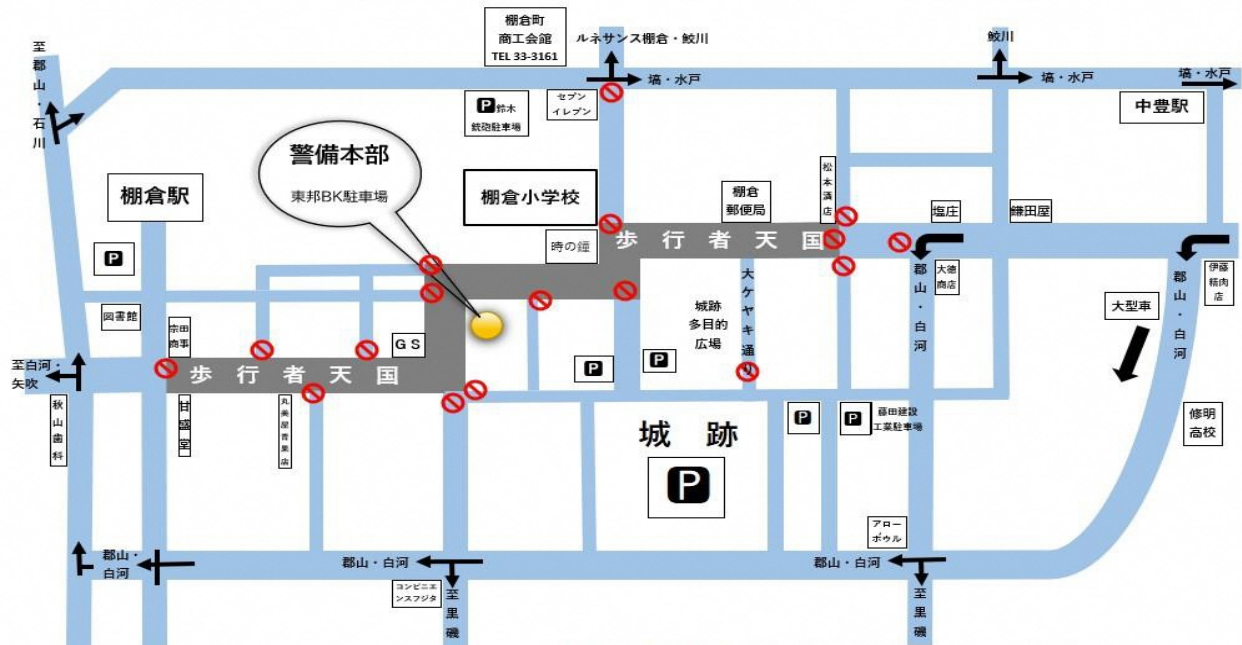 棚倉町
商工会館
TEL 33-3161
ルネサンス棚倉・鮫川
鮫川
至郡山・石川
塙・水戸
塙・水戸
塙・水戸
P鈴木
銃砲駐車場
セブン
イレブン
中豊駅
警備本部
東邦BK駐車場
棚倉駅
棚倉小学校
棚倉
郵便局
松本酒店
塩庄
鎌田屋
P
時の鐘
歩行者天国
大徳
商店
伊藤
精肉
店
図書館
宗田
商事
GS
城跡
多目的
広場
大ケヤキ通り
郡山・白河
郡山・白河
大型車
至白河・
矢吹
歩行者天国
P
P
秋山歯科
甘盛堂
丸美屋青果店
城跡
P
P
P
藤田建設
工業駐車場
修明
高校
アロー
ボウル
郡山・
白河
郡山・白河
郡山・白河
コンビニエ
ンスフジタ
至黒磯
至黒磯